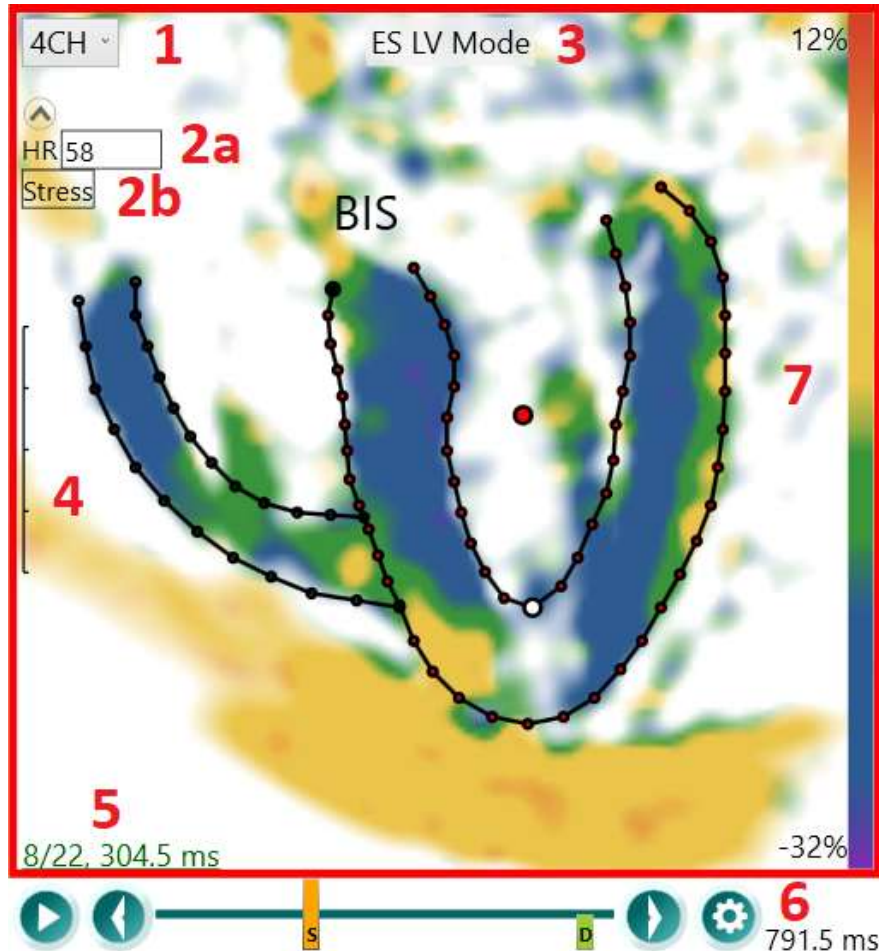 4CH 1 ES LV Mode 3 12%
HR 58 2a
Stress 2b
BIS
7
4
5
8/22, 304.5 ms
-32%
S D 6
791.5 ms